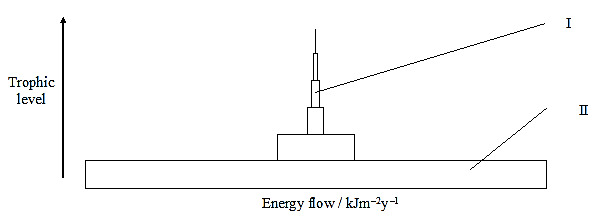 I
Trophic
level
II
Energy flow / kJm⁻²y⁻¹